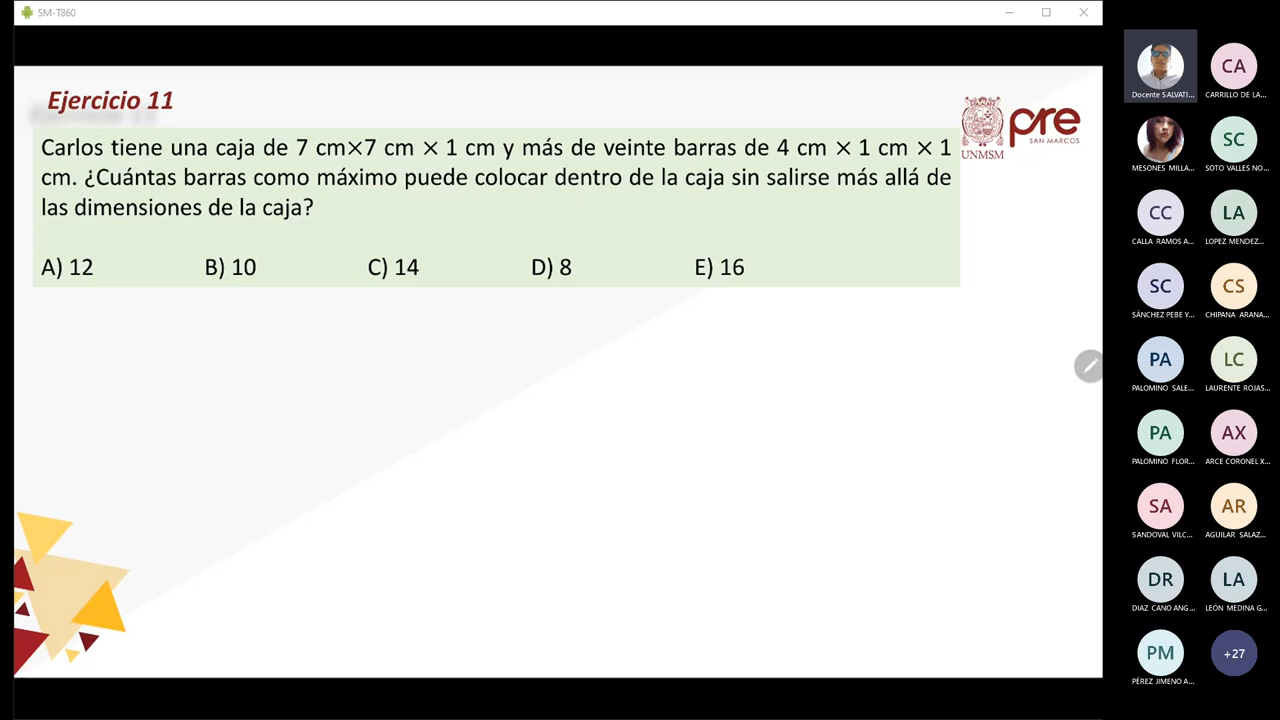 SM-T860
Ejercicio 11
Carlos tiene una caja de 7 cm×7 cm × 1 cm y más de veinte barras de 4 cm × 1 cm × 1
cm. ¿Cuántas barras como máximo puede colocar dentro de la caja sin salirse más allá de
las dimensiones de la caja?
A) 12 B) 10 C) 14 D) 8 E) 16
UNMSM
pre
SAN MARCOS
Docente SALVATI...
CA
CARRILLO DE LA...
MESONES MILLA...
SC
SOTO VALLES NO...
CC
CALLA RAMOS A...
LA
LOPEZ MENDEZ...
SC
SÁNCHEZ PEBE Y...
CS
CHIPANA ARANA...
PA
PALOMINO SALE...
LC
LAURENTE ROJAS...
PA
PALOMINO FLOR...
AX
ARCE CORONEL X...
SA
SANDOVAL VILC...
AR
AGUILAR SALAZ...
DR
DIAZ CANO ANG...
LA
LEÓN MEDINA G...
PM
PÉREZ JIMENO A...
+27